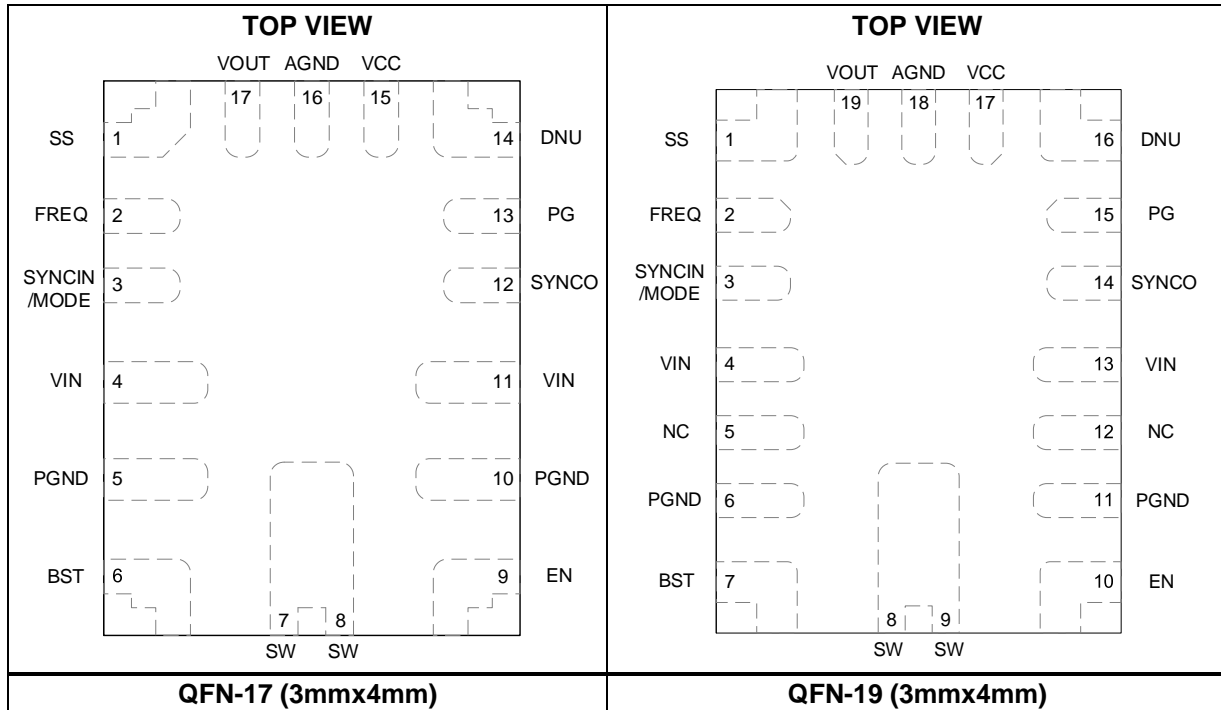 TOP VIEW
VOUT AGND VCC
17 16 15
SS 1 14 DNU
FREQ 2 13 PG
SYNCIN
/MODE 3 12 SYNCO
VIN 4 11 VIN
PGND 5 10 PGND
BST 6 9 EN
7 8
SW SW
QFN-17 (3mmx4mm)
TOP VIEW
VOUT AGND VCC
19 18 17
SS 1 16 DNU
FREQ 2 15 PG
SYNCIN
/MODE 3 14 SYNCO
VIN 4 13 VIN
NC 5 12 NC
PGND 6 11 PGND
BST 7 10 EN
8 9
SW SW
QFN-19 (3mmx4mm)